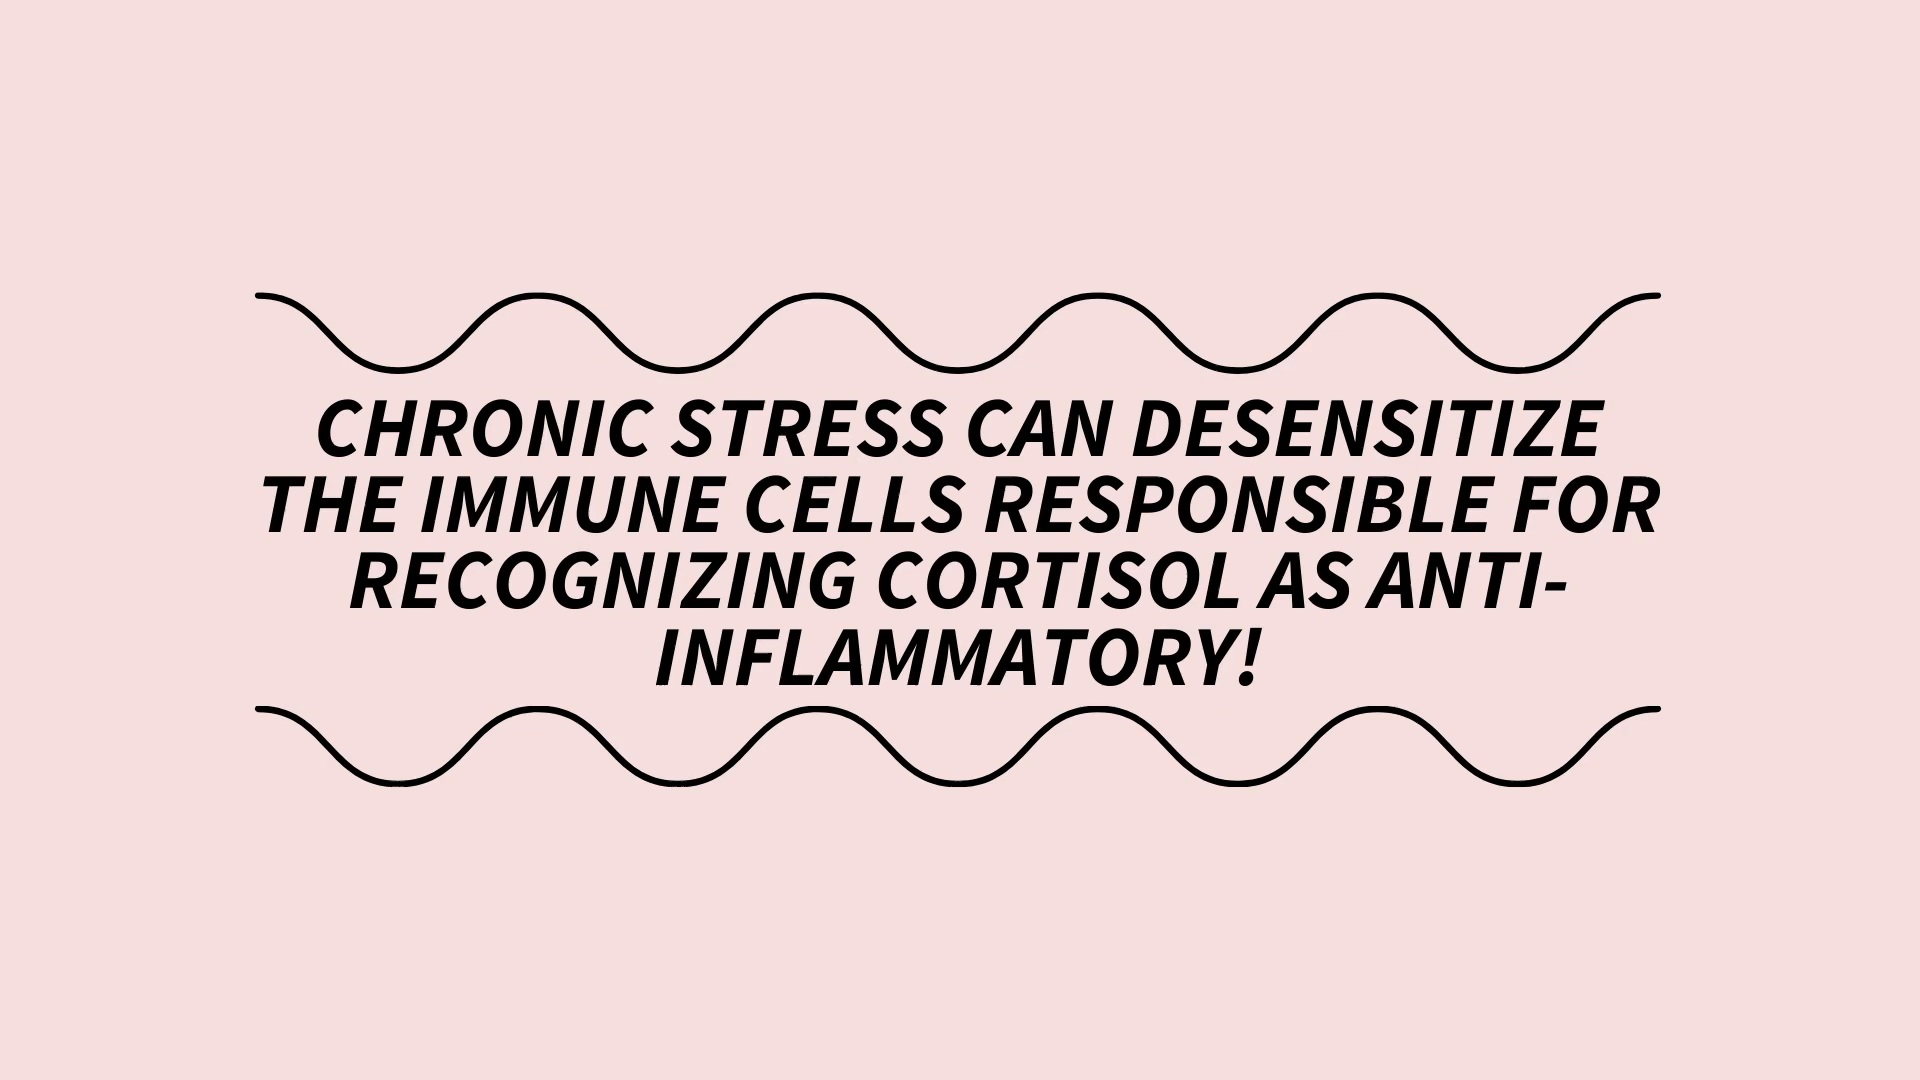 CHRONIC STRESS CAN DESENSITIZE
THE IMMUNE CELLS RESPONSIBLE FOR
RECOGNIZING CORTISOL AS ANTI-
INFLAMMATORY!